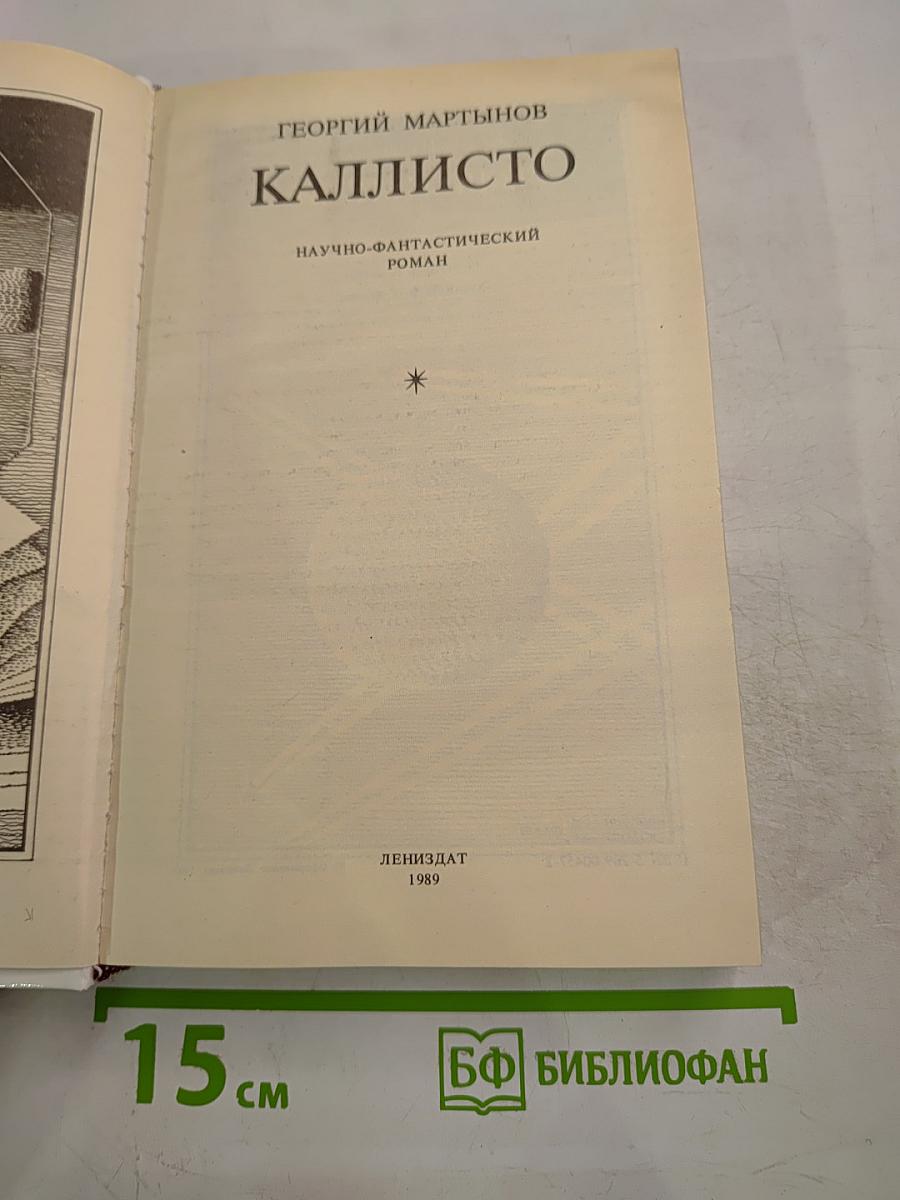 ГЕОРГИЙ МАРТЫНОВ
КАЛЛИСТО
НАУЧНО-ФАНТАСТИЧЕСКИЙ
РОМАН
ЛЕНИЗДАТ
1989
15 см
БФ БИБЛИОФАН